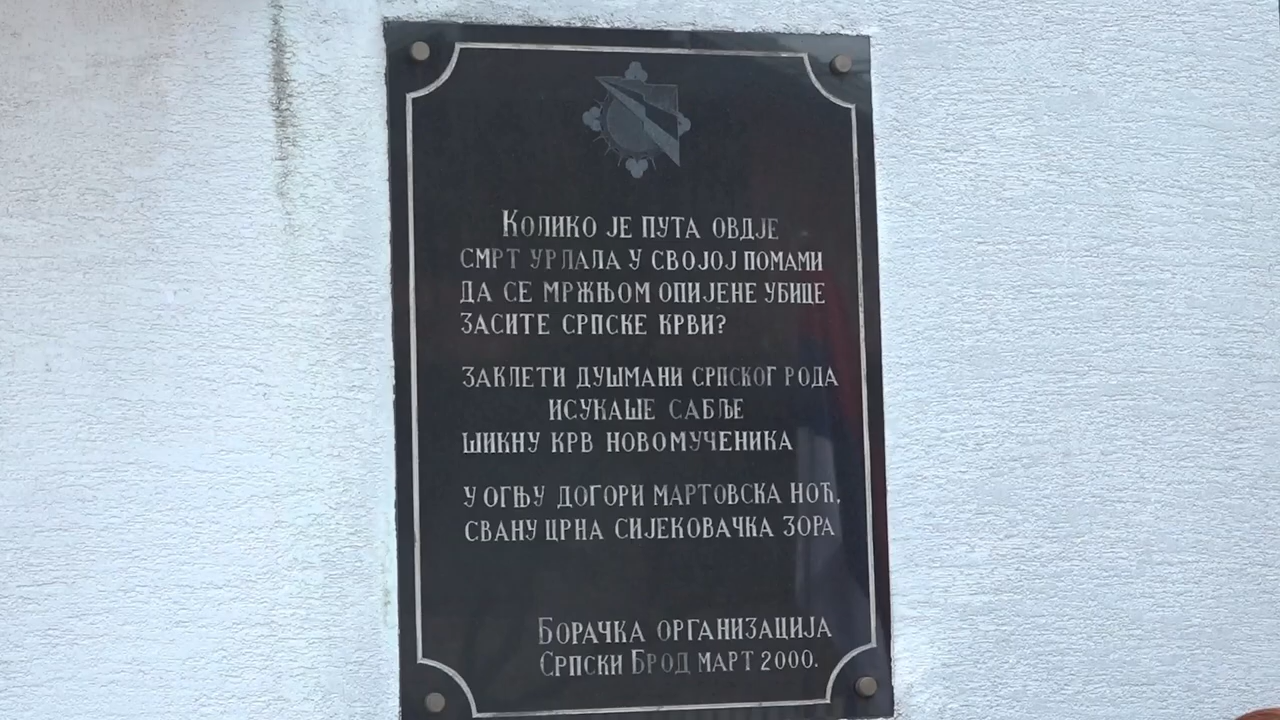 Колико је пута овдје
смрт урлала у својој помами
да се мржњом опијене убице
засите српске крви?
Заклети душмани српског рода
исукаше сабље
шикну крв новомученика
у огњу догори мартовска ноћ,
свану црна сијековачка зора
Борачка организација
Српски Брод март 2000.